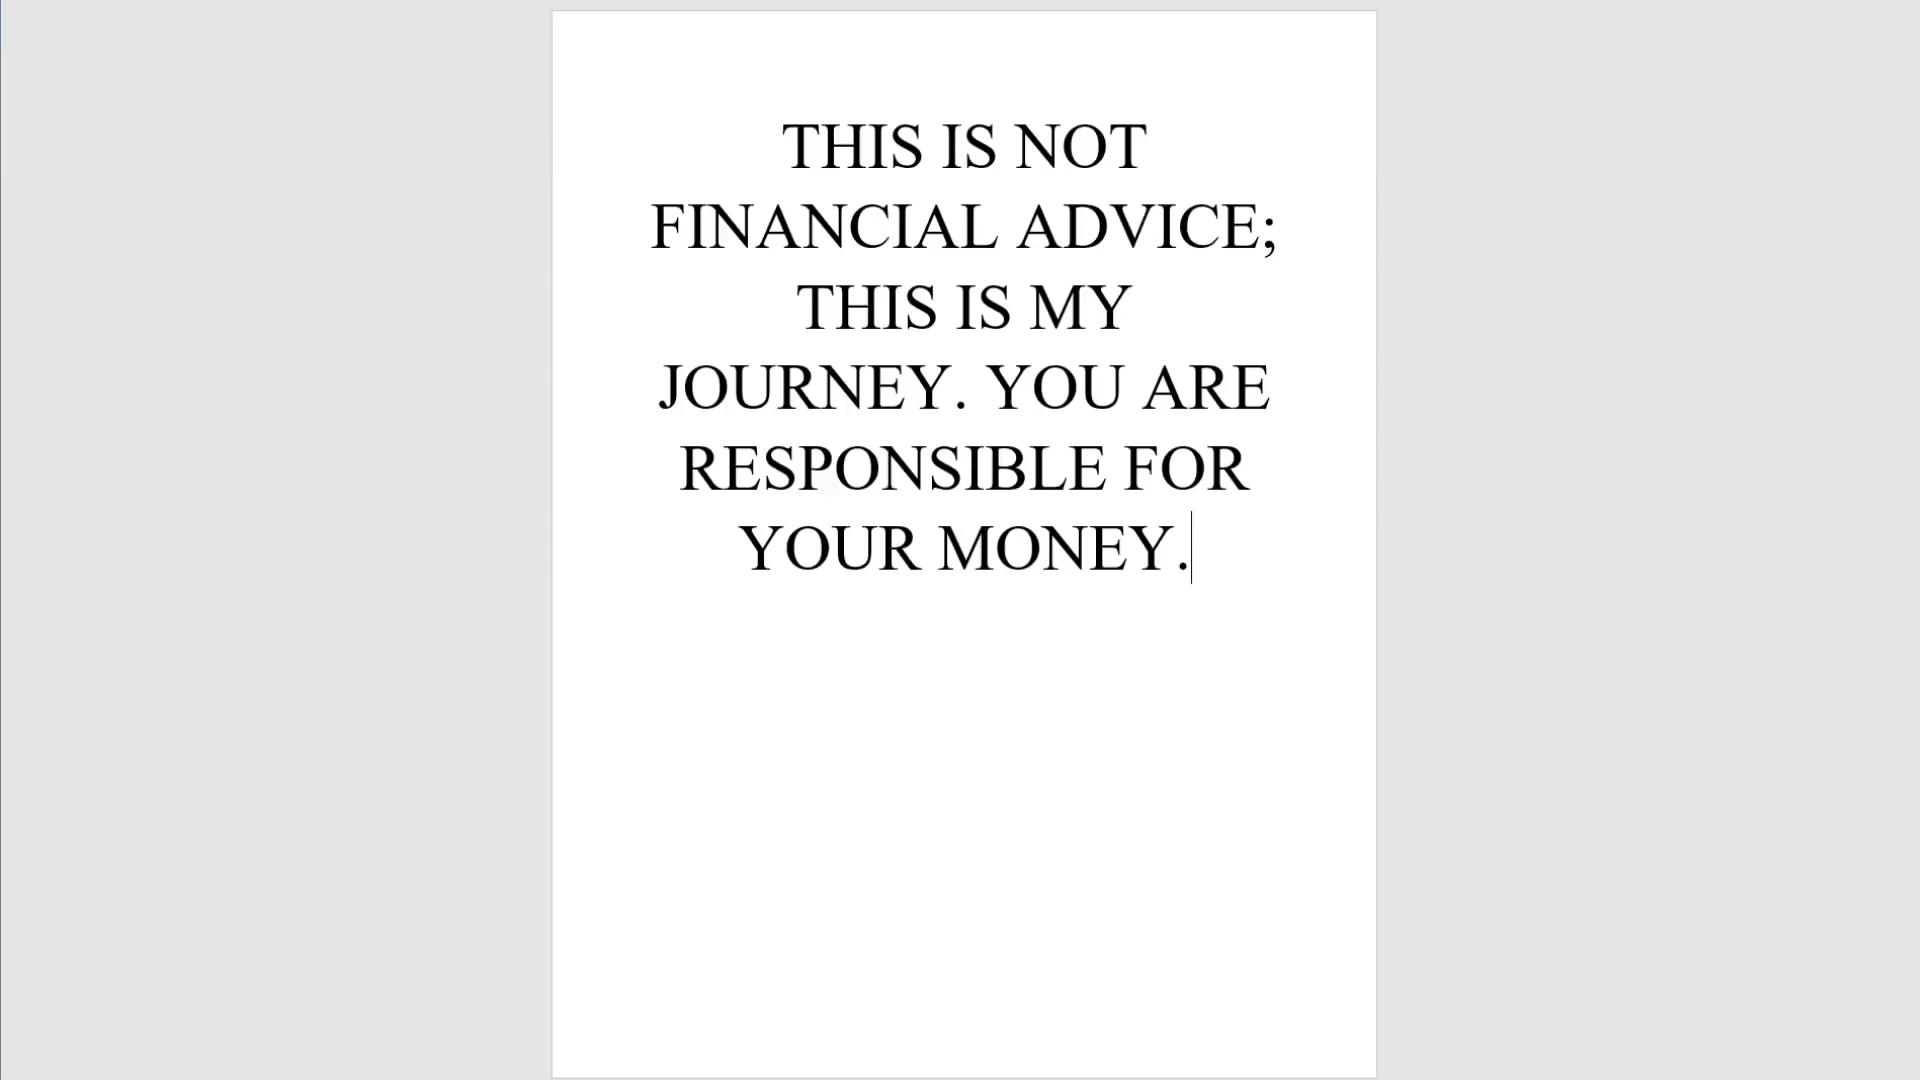 THIS IS NOT
FINANCIAL ADVICE;
THIS IS MY
JOURNEY. YOU ARE
RESPONSIBLE FOR
YOUR MONEY.